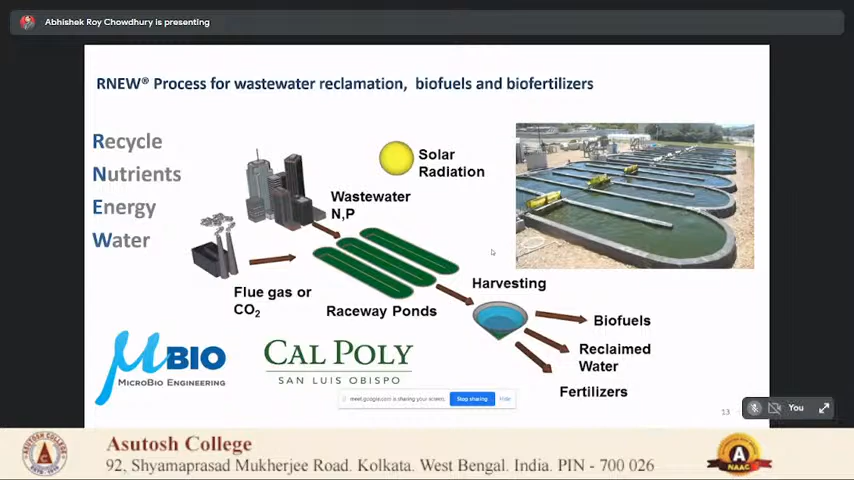 Abhishek Roy Chowdhury is presenting
RNEW® Process for wastewater reclamation, biofuels and biofertilizers
Recycle
Nutrients
Energy
Water
Solar
Radiation
Wastewater
N,P
Flue gas or
CO2
Raceway Ponds
Harvesting
Biofuels
Reclaimed
Water
Fertilizers
μBIO
MICROBIO ENGINEERING
CAL POLY
SAN LUIS OBISPO
meet.google.com is sharing your screen.
Stop sharing
Hide
13
You
Asutosh College
92, Shyamaprasad Mukherjee Road. Kolkata. West Bengal. India. PIN - 700 026
A
NAAC